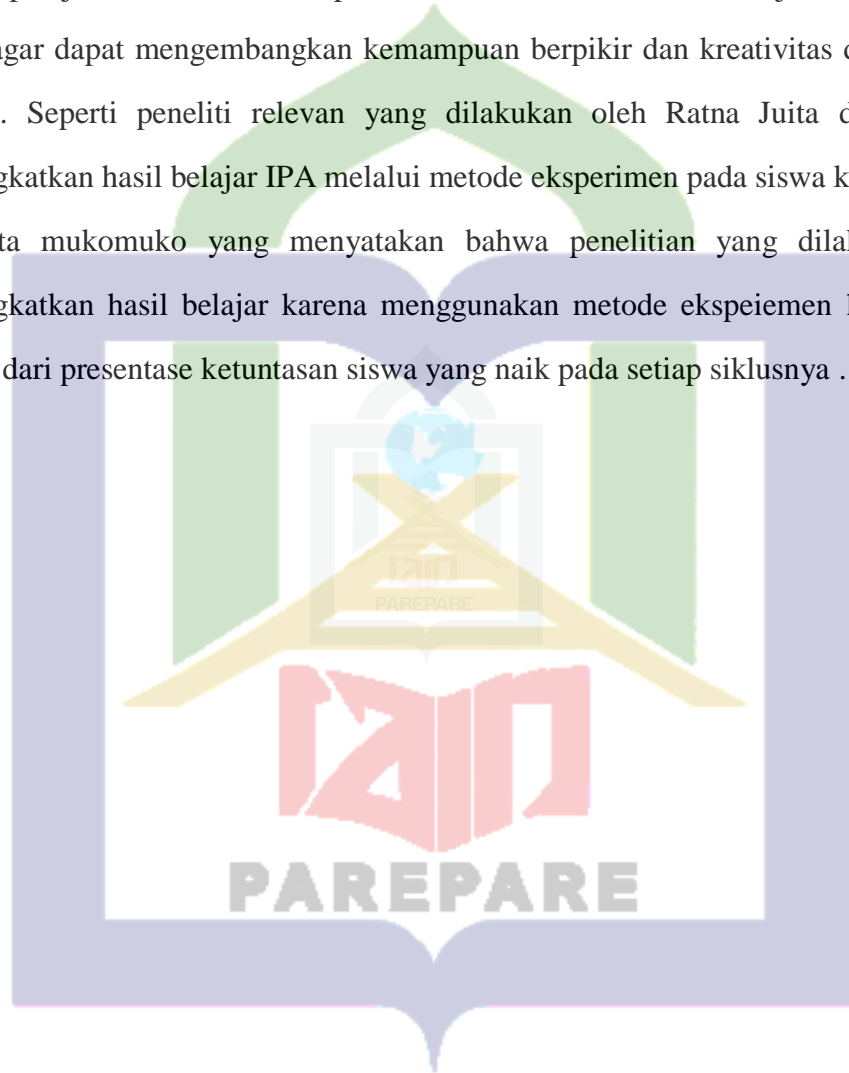 agar dapat mengembangkan kemampuan berpikir dan kreativitas
. Seperti peneliti relevan yang dilakukan oleh Ratna Juita
gkatkan hasil belajar IPA melalui metode eksperimen pada siswa
ta mukomuko yang menyatakan bahwa penelitian yang
gkatkan hasil belajar karena menggunakan metode ekspeiemen
dari presentase ketuntasan siswa yang naik pada setiap siklusnya .
IAIN
PAREPARE
IAIN
PAREPARE